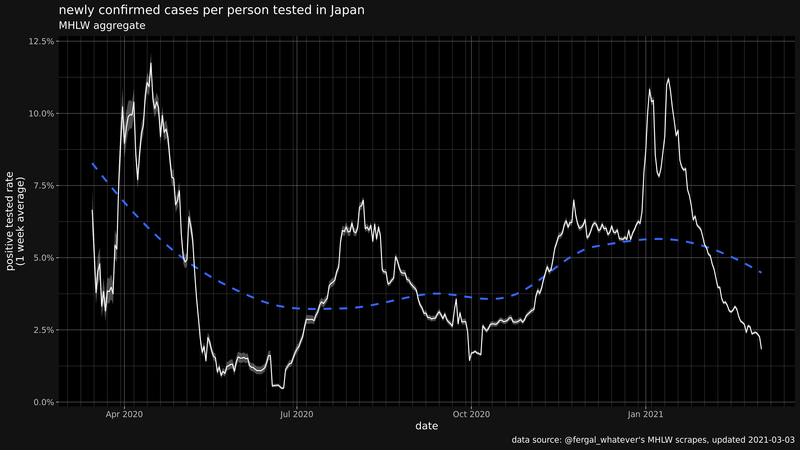 newly confirmed cases per person tested in Japan
MHLW aggregate
12.5%
10.0%
7.5%
5.0%
2.5%
0.0%
positive tested rate
(1 week average)
Apr 2020
Jul 2020
Oct 2020
Jan 2021
date
data source: @fergal_whatever's MHLW scrapes, updated 2021-03-03